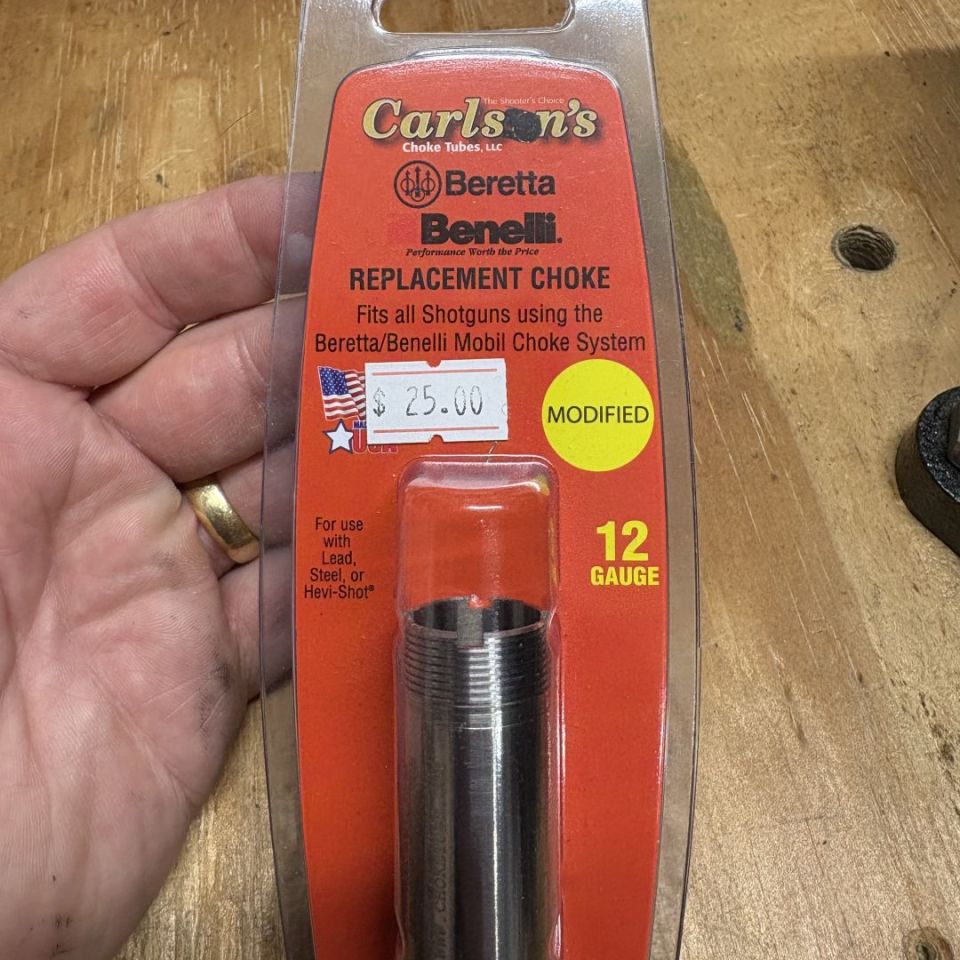 The Shooter's Choice
Carlson's
Choke Tubes, LLC
Beretta
Benelli.
Performance Worth the Price
REPLACEMENT CHOKE
Fits all Shotguns using the
Beretta/Benelli Mobil Choke System
$ 25.00
MODIFIED
USA
For use
with
Lead,
Steel, or
Hevi-Shot®
12
GAUGE